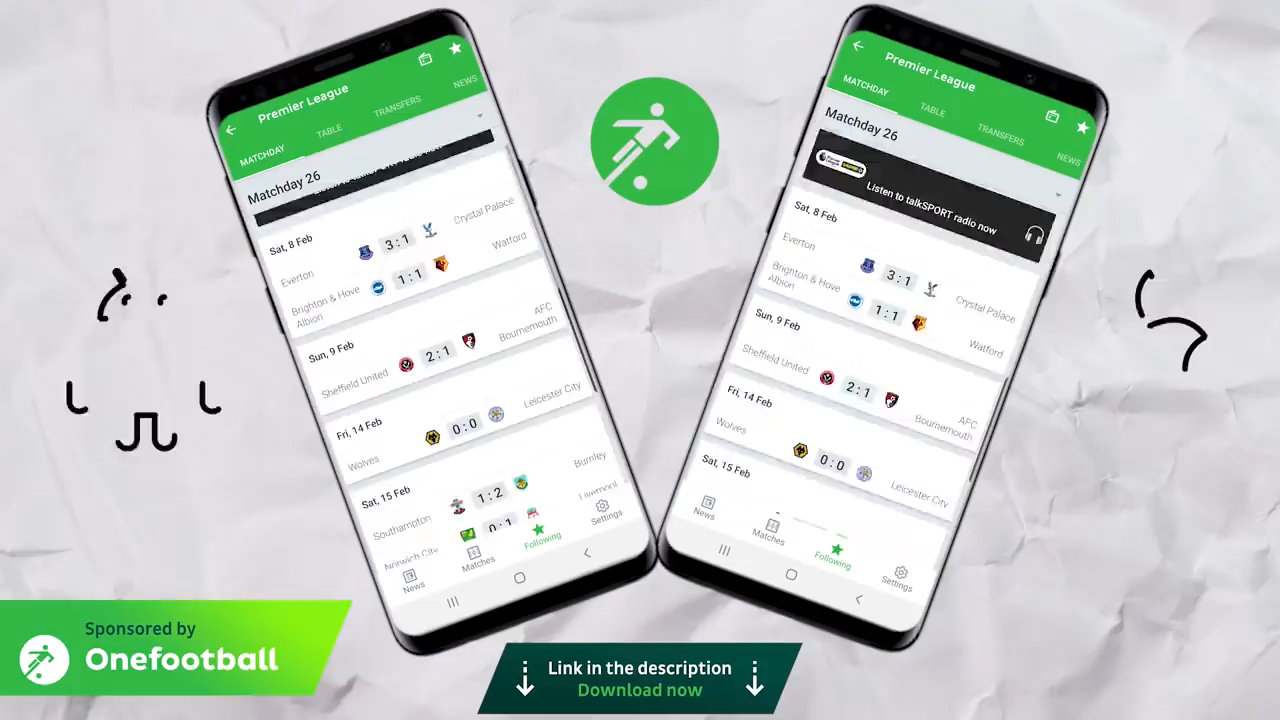 Premier League
MATCHDAY
TABLE
TRANSFERS
NEWS
Matchday 26
Sat, 8 Feb
Everton
3:1
Crystal Palace
Brighton & Hove
Albion
1:1
Watford
Sun, 9 Feb
Sheffield United
2:1
AFC
Bournemouth
Fri, 14 Feb
Wolves
0:0
Leicester City
Sat, 15 Feb
Southampton
1:2
Burnley
Norwich City
0:1
Liverpool
News
Matches
Following
Settings
Premier League
MATCHDAY
TABLE
TRANSFERS
NEWS
Matchday 26
Listen to talkSPORT radio now
Sat, 8 Feb
Everton
3:1
Crystal Palace
Brighton & Hove
Albion
1:1
Watford
Sun, 9 Feb
Sheffield United
2:1
AFC
Bournemouth
Fri, 14 Feb
Wolves
0:0
Leicester City
Sat, 15 Feb
News
Matches
Following
Settings
Sponsored by
Onefootball
Link in the description
Download now